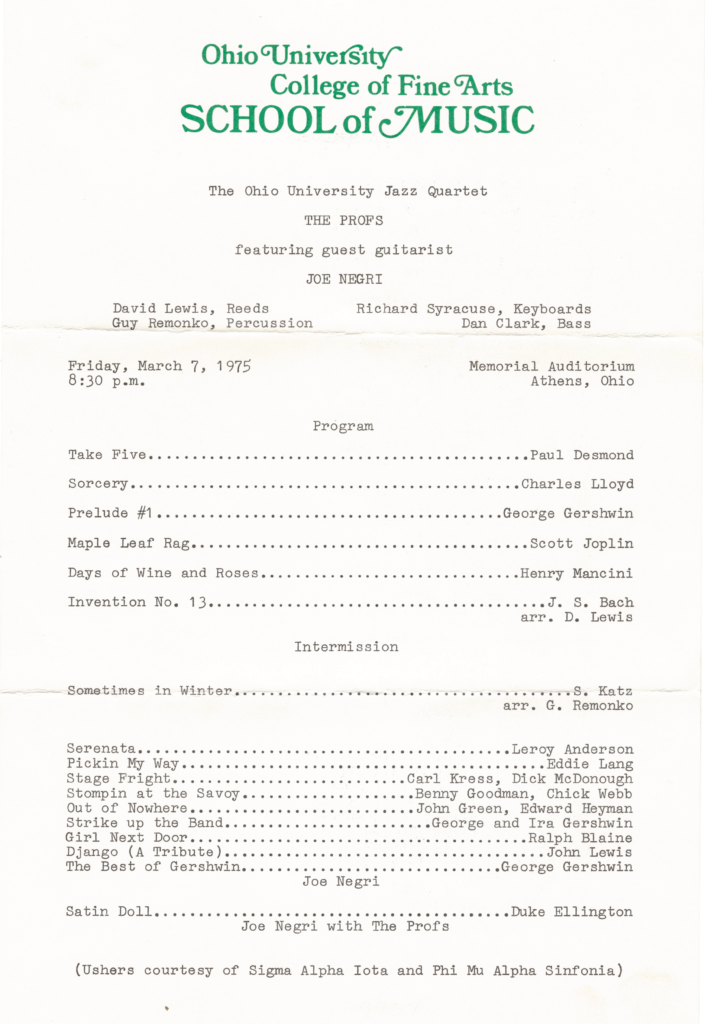 Ohio University
College of Fine Arts
SCHOOL of MUSIC
The Ohio University Jazz Quartet
THE PROFS
featuring guest guitarist
JOE NEGRI
David Lewis, Reeds Richard Syracuse, Keyboards
Guy Remonko, Percussion Dan Clark, Bass
Friday, March 7, 1975 Memorial Auditorium
8:30 p.m. Athens, Ohio
Program
Take Five...........................................Paul Desmond
Sorcery............................................Charles Lloyd
Prelude #1.......................................George Gershwin
Maple Leaf Rag......................................Scott Joplin
Days of Wine and Roses.............................Henry Mancini
Invention No. 13......................................J. S. Bach
arr. D. Lewis
Intermission
Sometimes in Winter......................................S. Katz
arr. G. Remonko
Serenata..........................................Leroy Anderson
Pickin My Way.........................................Eddie Lang
Stage Fright..........................Carl Kress, Dick McDonough
Stompin at the Savoy...................Benny Goodman, Chick Webb
Out of Nowhere.........................John Green, Edward Heyman
Strike up the Band.......................George and Ira Gershwin
Girl Next Door......................................Ralph Blaine
Django (A Tribute)....................................John Lewis
The Best of Gershwin.............................George Gershwin
Joe Negri
Satin Doll........................................Duke Ellington
Joe Negri with The Profs
(Ushers courtesy of Sigma Alpha Iota and Phi Mu Alpha Sinfonia)